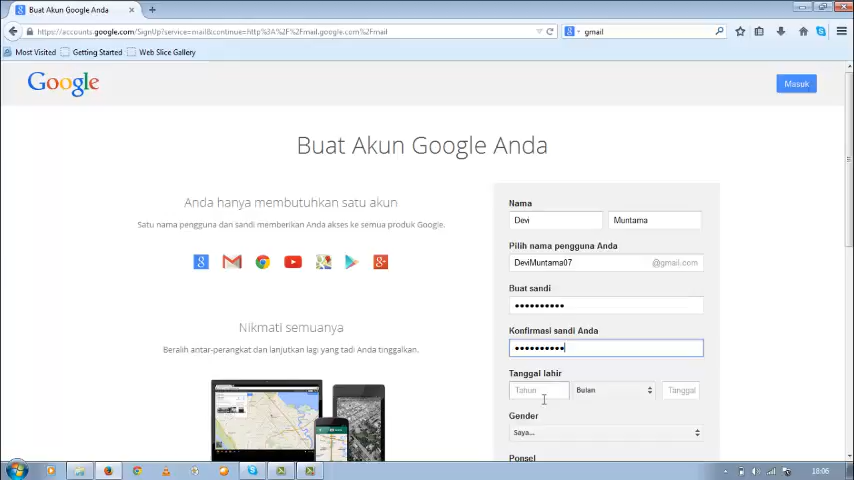 Buat Akun Google Anda
https://accounts.google.com/SignUp?service=mail&continue=http%3A%2F%2Fmail.google.com%2Fmail
gmail
Most Visited
Getting Started
Web Slice Gallery
Google
Masuk
Buat Akun Google Anda
Anda hanya membutuhkan satu akun
Satu nama pengguna dan sandi memberikan Anda akses ke semua produk Google.
Nikmati semuanya
Beralih antar-perangkat dan lanjutkan lagi yang tadi Anda tinggalkan.
Nama
Devi Muntama
Pilih nama pengguna Anda
DeviMuntama07 @gmail.com
Buat sandi
••••••••••
Konfirmasi sandi Anda
••••••••••
Tanggal lahir
Tahun Bulan Tanggal
Gender
Saya...
Ponsel
18:06